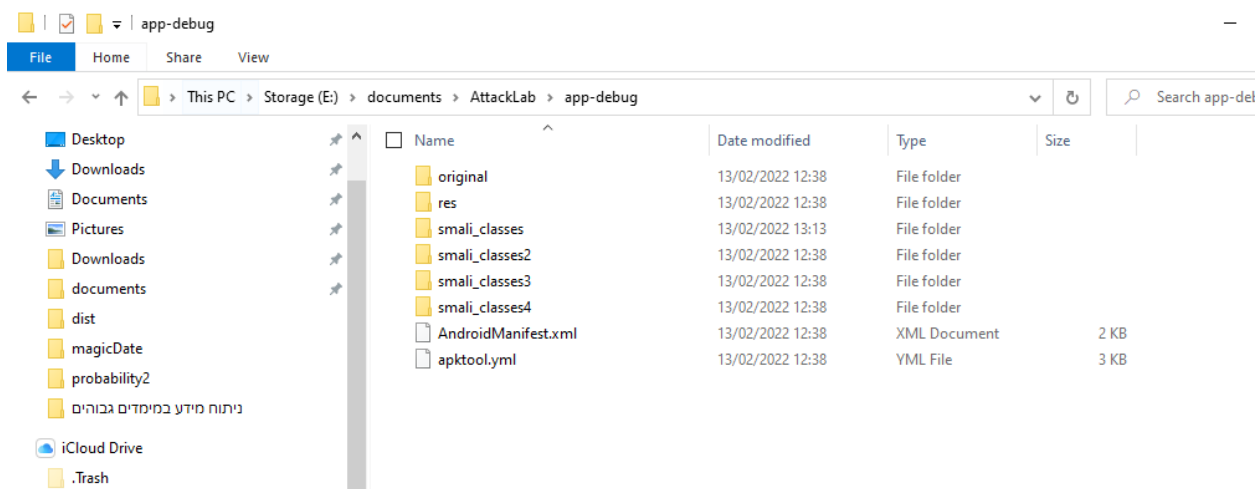 app-debug
File Home Share View
This PC > Storage (E:) > documents > AttackLab > app-debug
Search app-del
Desktop
Downloads
Documents
Pictures
Downloads
documents
dist
magicDate
probability2
ניתוח מידע במימדים גבוהים
iCloud Drive
.Trash
Name Date modified Type Size
original 13/02/2022 12:38 File folder
res 13/02/2022 12:38 File folder
smali_classes 13/02/2022 13:13 File folder
smali_classes2 13/02/2022 12:38 File folder
smali_classes3 13/02/2022 12:38 File folder
smali_classes4 13/02/2022 12:38 File folder
AndroidManifest.xml 13/02/2022 12:38 XML Document 2 KB
apktool.yml 13/02/2022 12:38 YML File 3 KB